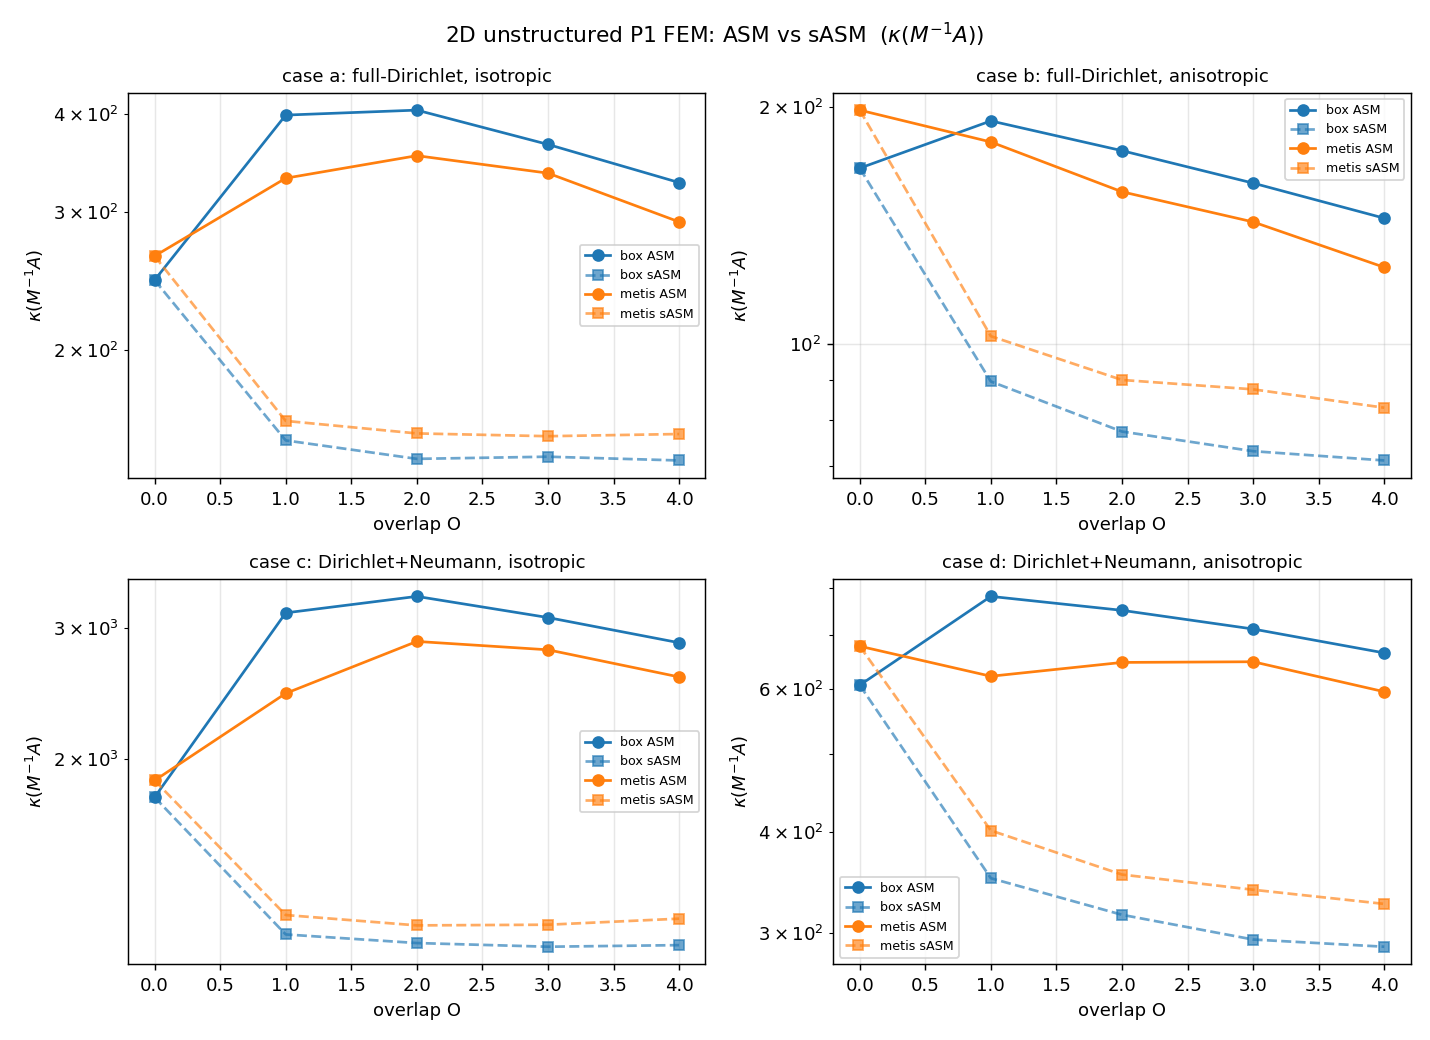 2D unstructured P1 FEM: ASM vs sASM (κ(M⁻¹A))
case a: full-Dirichlet, isotropic
κ(M⁻¹A)
4 × 10²
3 × 10²
2 × 10²
box ASM
box sASM
metis ASM
metis sASM
0.0 0.5 1.0 1.5 2.0 2.5 3.0 3.5 4.0
overlap O
case b: full-Dirichlet, anisotropic
κ(M⁻¹A)
2 × 10²
10²
box ASM
box sASM
metis ASM
metis sASM
0.0 0.5 1.0 1.5 2.0 2.5 3.0 3.5 4.0
overlap O
case c: Dirichlet+Neumann, isotropic
κ(M⁻¹A)
3 × 10³
2 × 10³
box ASM
box sASM
metis ASM
metis sASM
0.0 0.5 1.0 1.5 2.0 2.5 3.0 3.5 4.0
overlap O
case d: Dirichlet+Neumann, anisotropic
κ(M⁻¹A)
6 × 10²
4 × 10²
3 × 10²
box ASM
box sASM
metis ASM
metis sASM
0.0 0.5 1.0 1.5 2.0 2.5 3.0 3.5 4.0
overlap O